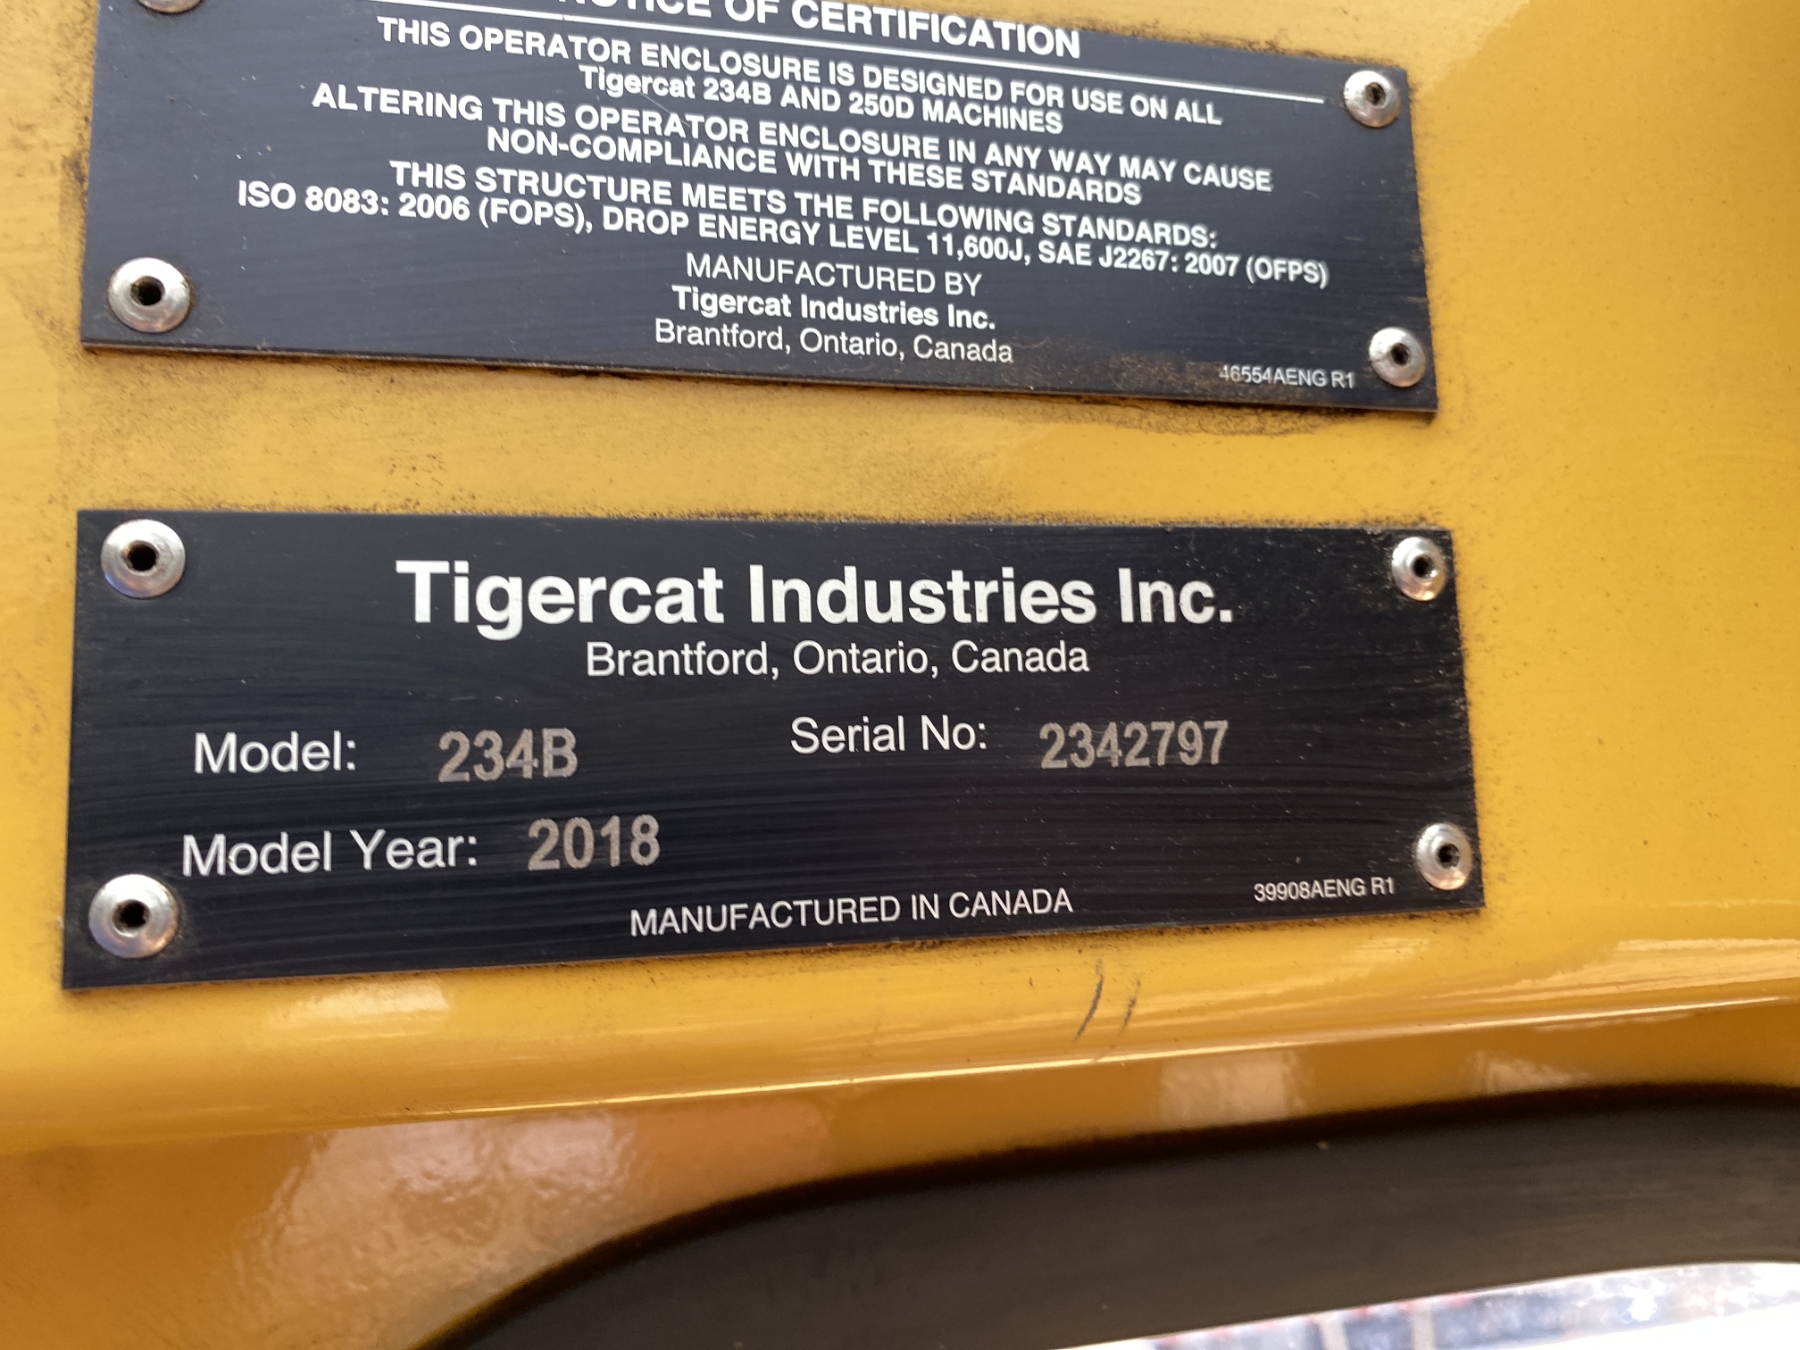 NOTICE OF CERTIFICATION
THIS OPERATOR ENCLOSURE IS DESIGNED FOR USE ON ALL
Tigercat 234B AND 250D MACHINES
ALTERING THIS OPERATOR ENCLOSURE IN ANY WAY MAY CAUSE
NON-COMPLIANCE WITH THESE STANDARDS
THIS STRUCTURE MEETS THE FOLLOWING STANDARDS:
ISO 8083: 2006 (FOPS), DROP ENERGY LEVEL 11,600J, SAE J2267: 2007 (OFPS)
MANUFACTURED BY
Tigercat Industries Inc.
Brantford, Ontario, Canada
46554AENG R1
Tigercat Industries Inc.
Brantford, Ontario, Canada
Model: 234B Serial No: 2342797
Model Year: 2018
MANUFACTURED IN CANADA
39908AENG R1